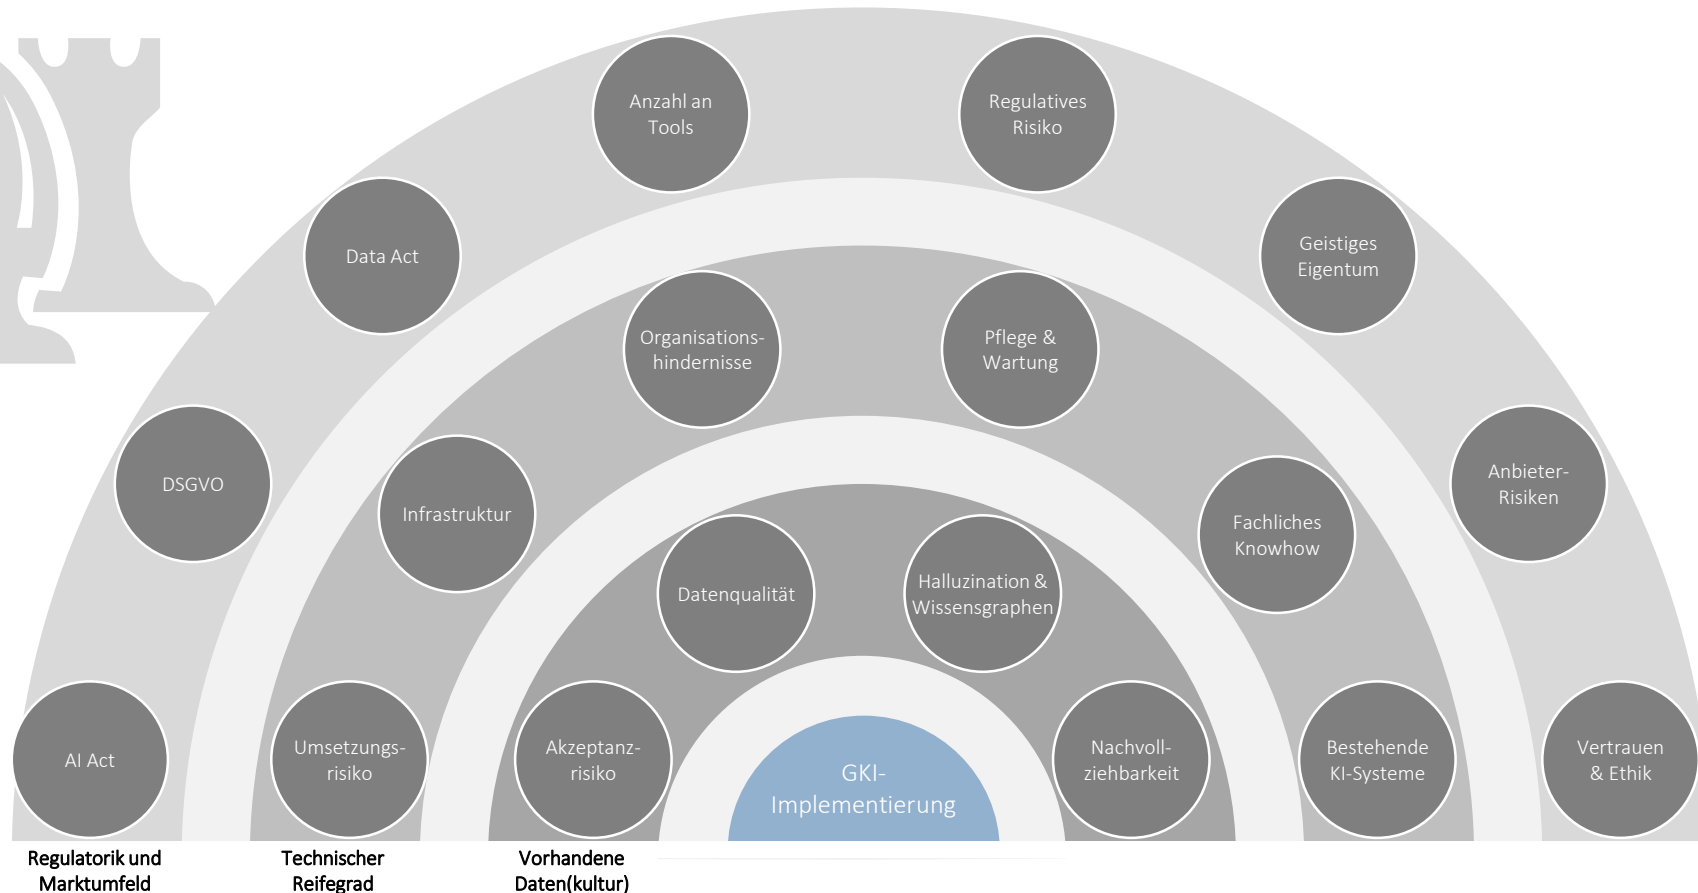 Anzahl an
Tools
Regulatives
Risiko
Data Act
Geistiges
Eigentum
Organisations-
hindernisse
Pflege &
Wartung
DSGVO
Infrastruktur
Anbieter-
Risiken
Fachliches
Knowhow
Datenqualität
Halluzination &
Wissensgraphen
AI Act
Umsetzungs-
risiko
Akzeptanz-
risiko
GKI-
Implementierung
Nachvoll-
ziehbarkeit
Bestehende
KI-Systeme
Vertrauen
& Ethik
Regulatorik und
Marktumfeld
Technischer
Reifegrad
Vorhandene
Daten(kultur)